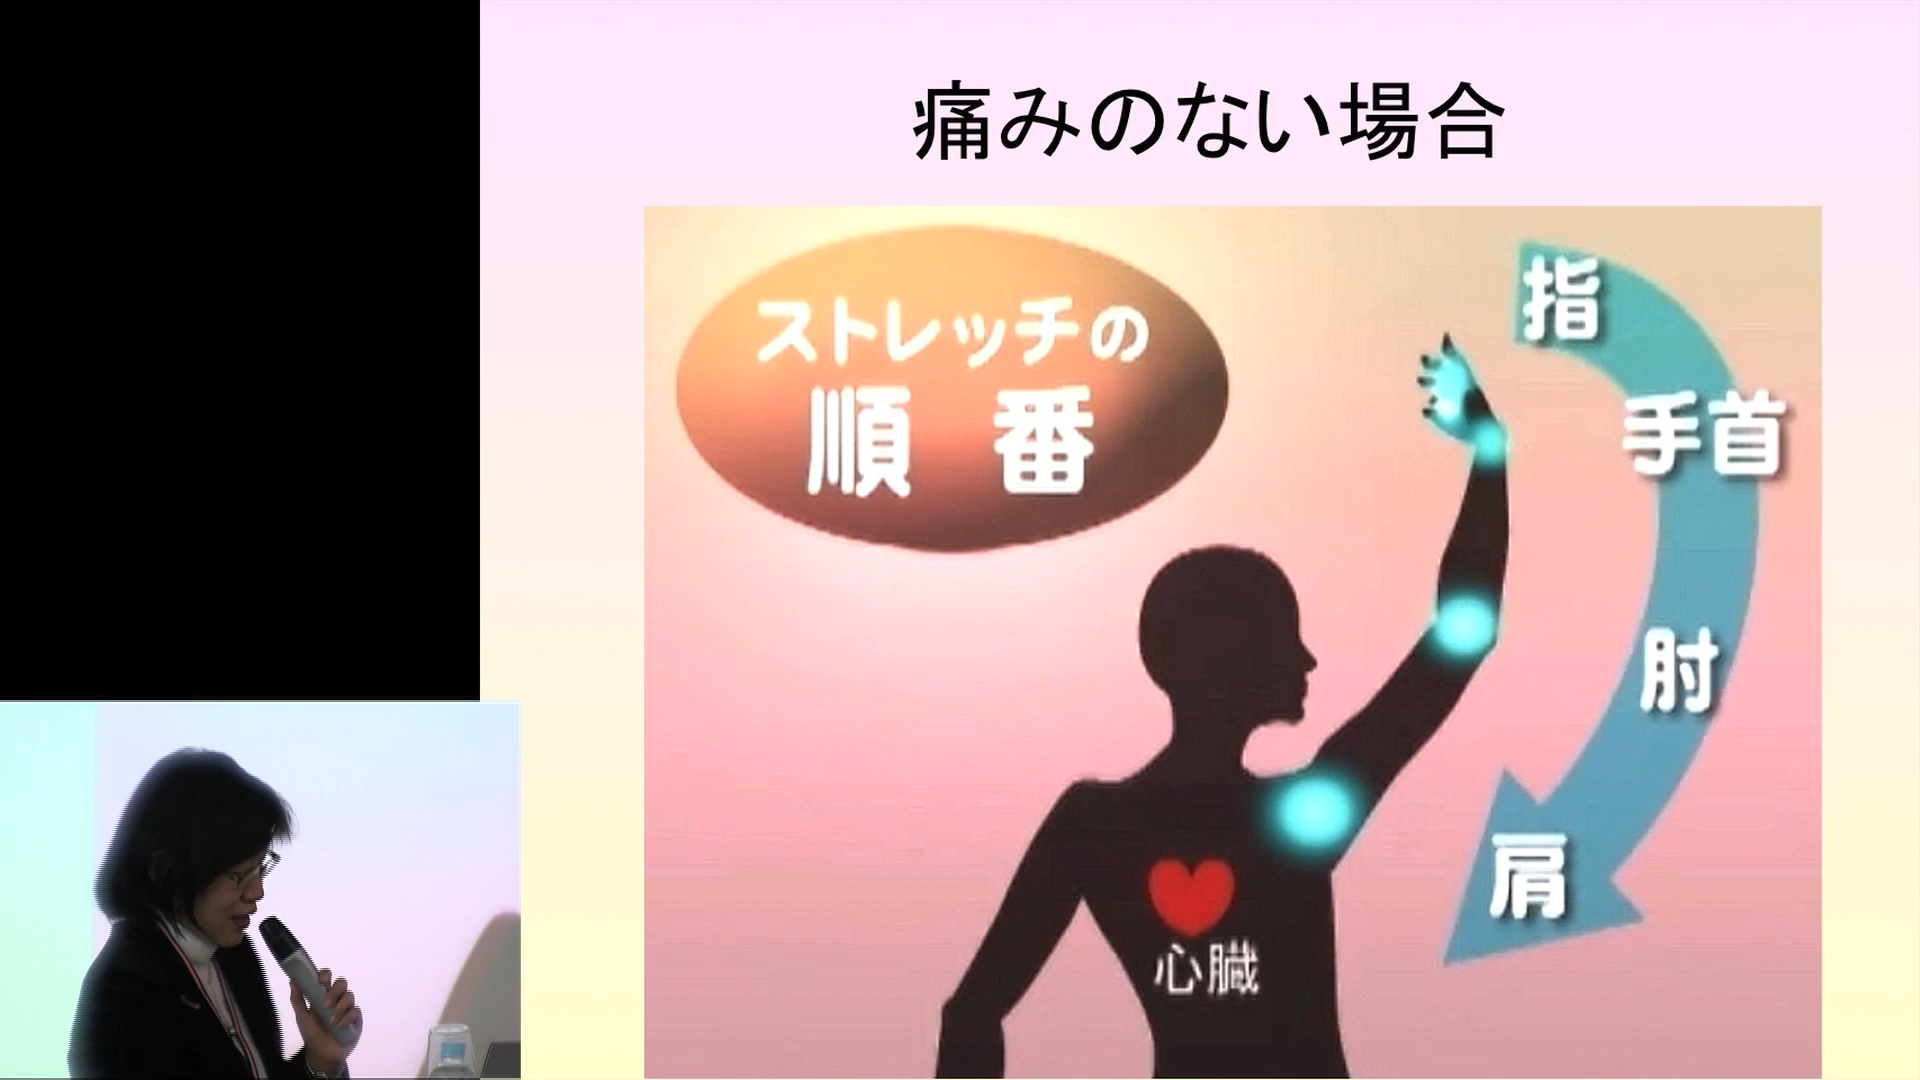 痛みのない場合
ストレッチの
順番
指
手首
肘
肩
心臓